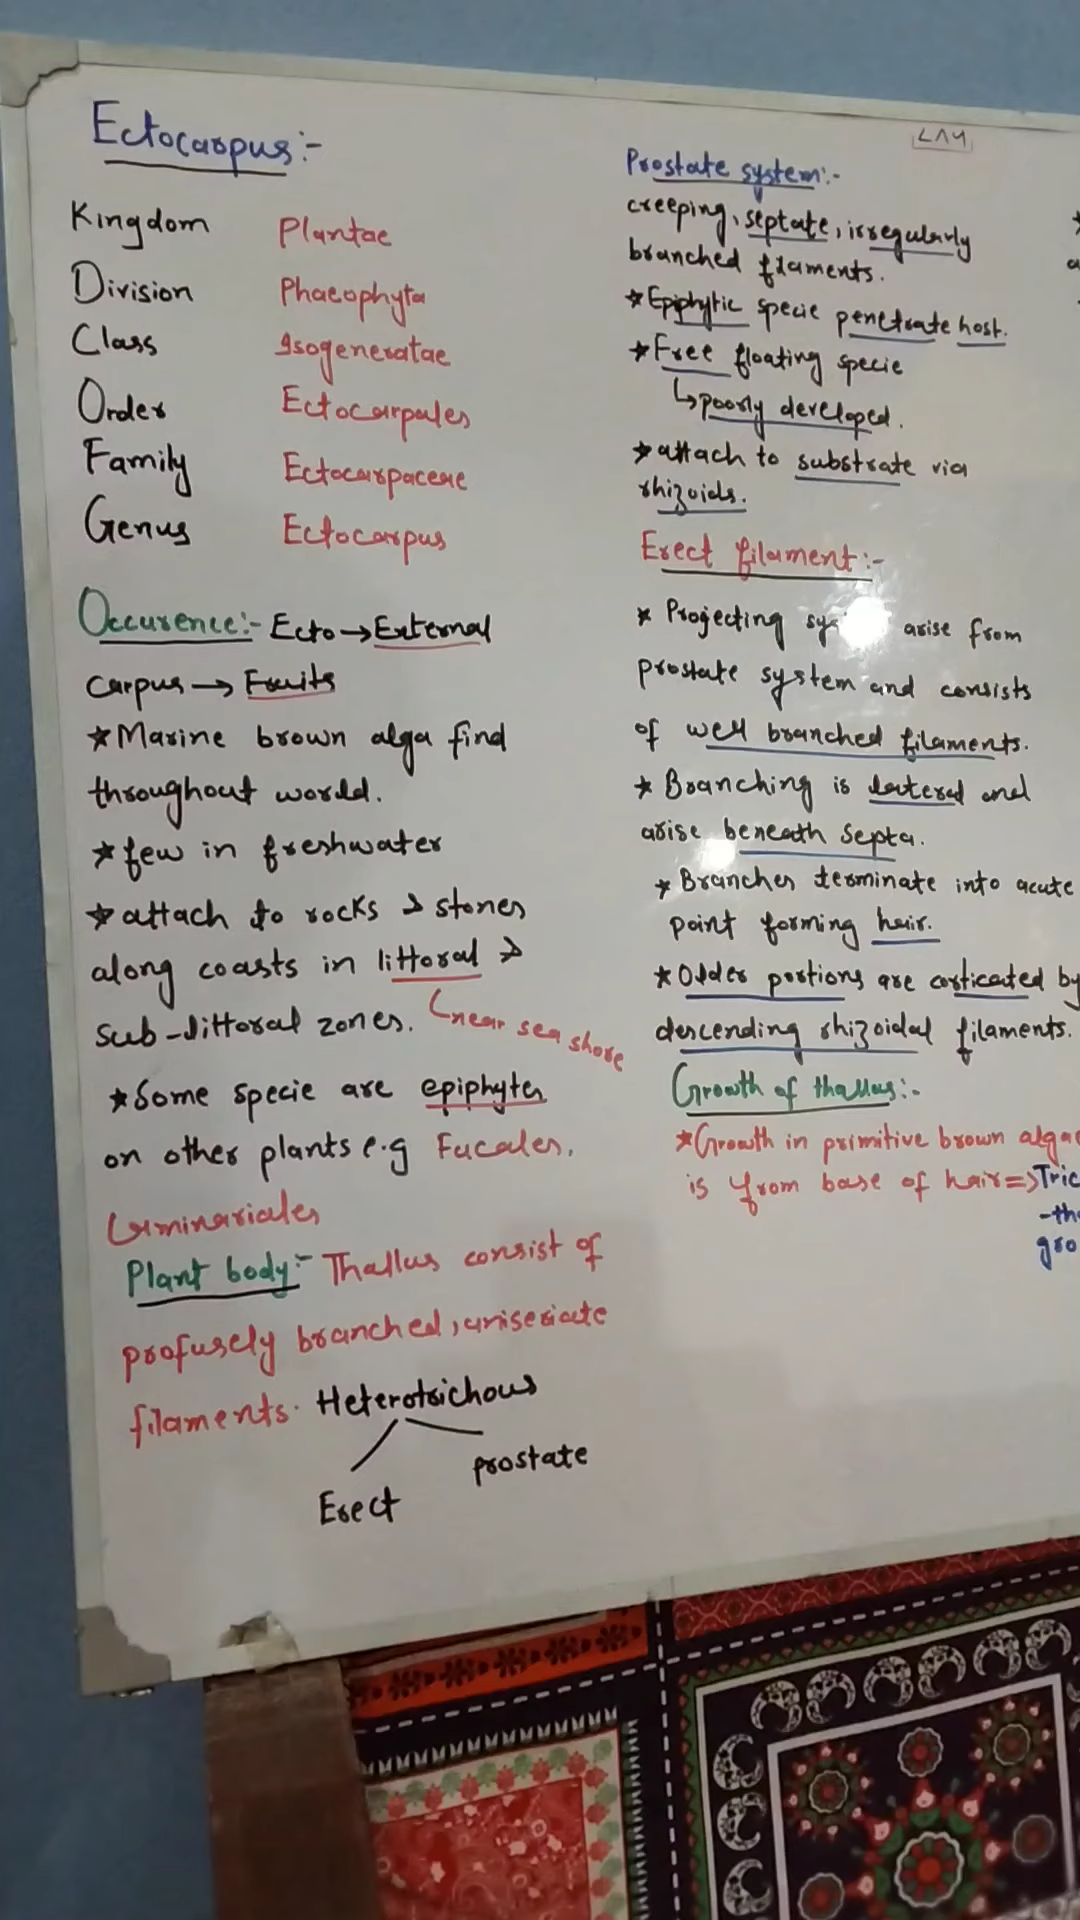 Ectocarpus:-
Kingdom Plantae
Division Phaeophyta
Class Isogeneratae
Order Ectocarpales
Family Ectocarpaceae
Genus Ectocarpus
Occurence:- Ecto → External
Carpus → Fruits
* Marine brown alga find
throughout world.
* few in freshwater
* attach to rocks & stones
along coasts in littoral &
sub-littoral zones. near sea shore
* Some specie are epiphytes
on other plants e.g Fucales,
Laminariales
Plant body:- Thallus consist of
profusely branched, uniseriate
filaments. Heterotrichous
Erect prostate
Prostate system:-
creeping, septate, irregularly
branched filaments.
* Epiphytic specie penetrate host.
* Free floating specie
↳ poorly developed.
* attach to substrate via
rhizoids.
Erect filament:-
* Projecting arise from
prostate system and consists
of well branched filaments.
* Branching is lateral and
arise beneath septa.
* Branches terminate into acute
point forming hair.
* Older portions are corticated by
descending rhizoidal filaments.
Growth of thallus:-
* Growth in primitive brown algae
is from base of hair ⇒ Tric
-tha
gro